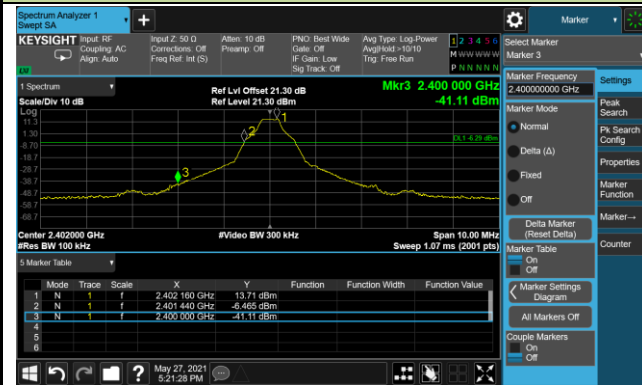 Spectrum Analyzer 1
Swept SA
Marker
KEYSIGHT
Input: RF
Coupling: AC
Align: Auto
Input Z: 50 Ω
Corrections: Off
Freq Ref: Int (S)
Atten: 10 dB
Preamp: Off
PNO: Best Wide
Gate: Off
IF Gain: Low
Sig Track: Off
Avg Type: Log-Power
Avg|Hold:>10/10
Trig: Free Run
1 2 3 4 5 6
M W W W W W
P N N N N N
Select Marker
Marker 3
1 Spectrum
Scale/Div 10 dB
Log
Ref Lvl Offset 21.30 dB
Ref Level 21.30 dBm
Mkr3 2.400 000 GHz
-41.11 dBm
11.3
1.30
-8.70
-18.7
-28.7
-38.7
-48.7
-58.7
-68.7
1
2
3
DL1 -6.29 dBm
Center 2.402000 GHz
#Res BW 100 kHz
#Video BW 300 kHz
Span 10.00 MHz
Sweep 1.07 ms (2001 pts)
5 Marker Table
Mode Trace Scale X Y Function Function Width Function Value
1 N 1 f 2.402 160 GHz 13.71 dBm
2 N 1 f 2.401 440 GHz -6.465 dBm
3 N 1 f 2.400 000 GHz -41.11 dBm
4
5
6
Marker Frequency
2.400000000 GHz
Marker Mode
Normal
Delta (Δ)
Fixed
Off
Delta Marker
(Reset Delta)
Marker Table
On
Off
Marker Settings
Diagram
All Markers Off
Couple Markers
On
Off
Settings
Peak
Search
Pk Search
Config
Properties
Marker
Function
Marker→
Counter
?
May 27, 2021
5:21:28 PM